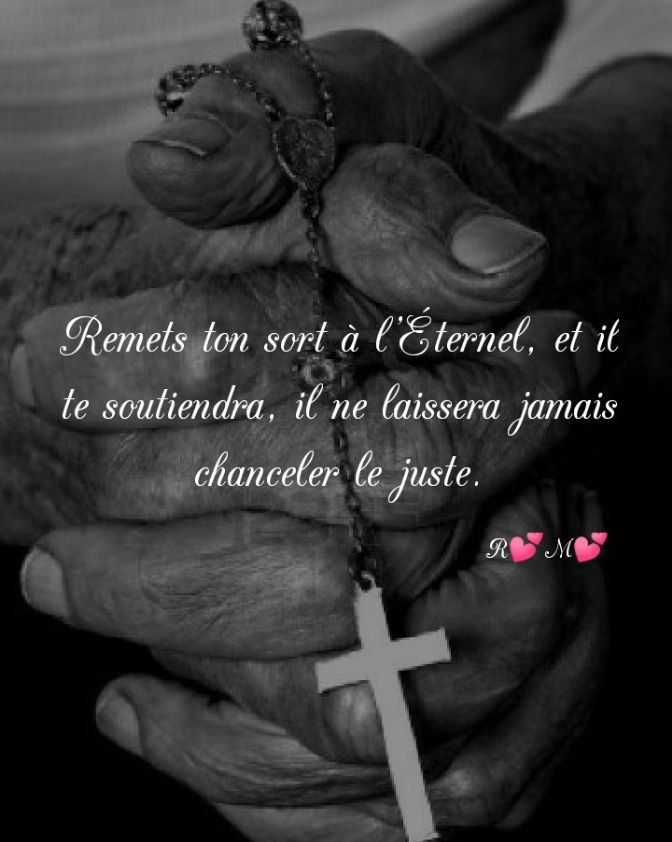 Remets ton sort à l'Éternel, et il
te soutiendra, il ne laissera jamais
chanceler le juste.
R💕M💕